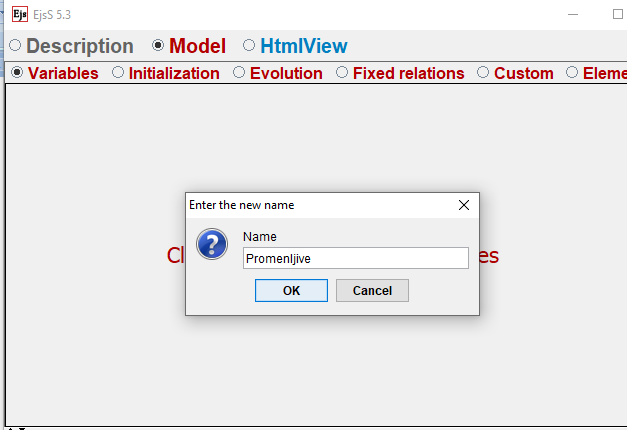 Ejs EjsS 5.3
Description Model HtmlView
Variables Initialization Evolution Fixed relations Custom Eleme
Enter the new name
?
Name
Cl es
Promenljive
OK Cancel